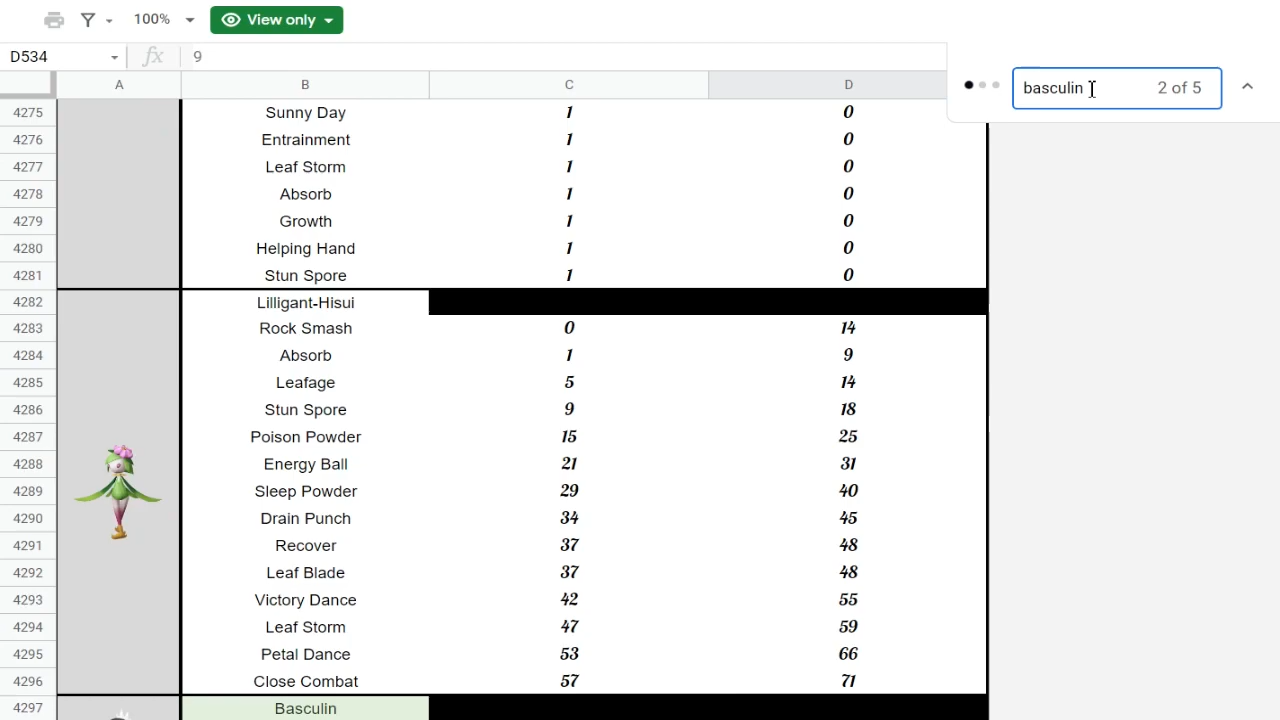 100% View only
D534 fx 9
basculin 2 of 5
A B C D
4275 Sunny Day 1 0
4276 Entrainment 1 0
4277 Leaf Storm 1 0
4278 Absorb 1 0
4279 Growth 1 0
4280 Helping Hand 1 0
4281 Stun Spore 1 0
4282 Lilligant-Hisui
4283 Rock Smash 0 14
4284 Absorb 1 9
4285 Leafage 5 14
4286 Stun Spore 9 18
4287 Poison Powder 15 25
4288 Energy Ball 21 31
4289 Sleep Powder 29 40
4290 Drain Punch 34 45
4291 Recover 37 48
4292 Leaf Blade 37 48
4293 Victory Dance 42 55
4294 Leaf Storm 47 59
4295 Petal Dance 53 66
4296 Close Combat 57 71
4297 Basculin